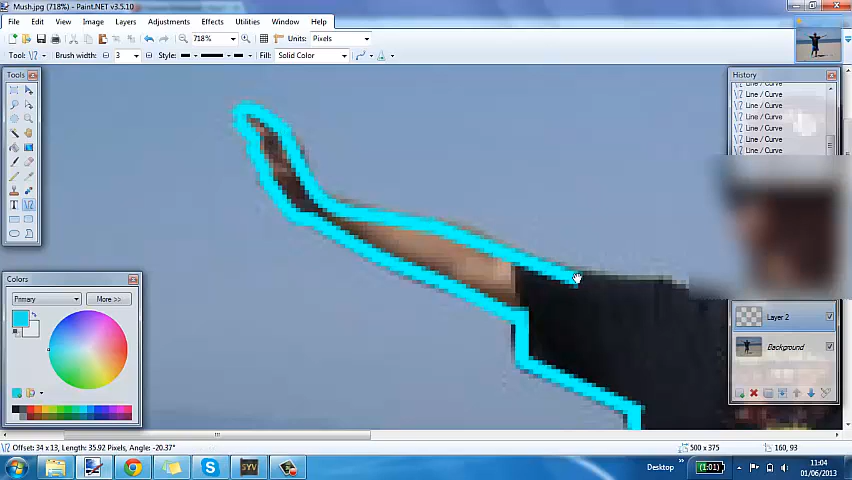 Mush.jpg (718%) - Paint.NET v3.5.10
File Edit View Image Layers Adjustments Effects Utilities Window Help
718% Units: Pixels
Tool: Brush width: 3 Style: Fill: Solid Color
Tools
History
Line / Curve
Line / Curve
Line / Curve
Line / Curve
Line / Curve
Line / Curve
Colors
Primary More >>
Layer 2
Background
Offset: 34 x 13, Length: 35.92 Pixels, Angle: -20.37° 500 x 375 160, 93
5YV Desktop (1:01) 11:04
01/06/2013